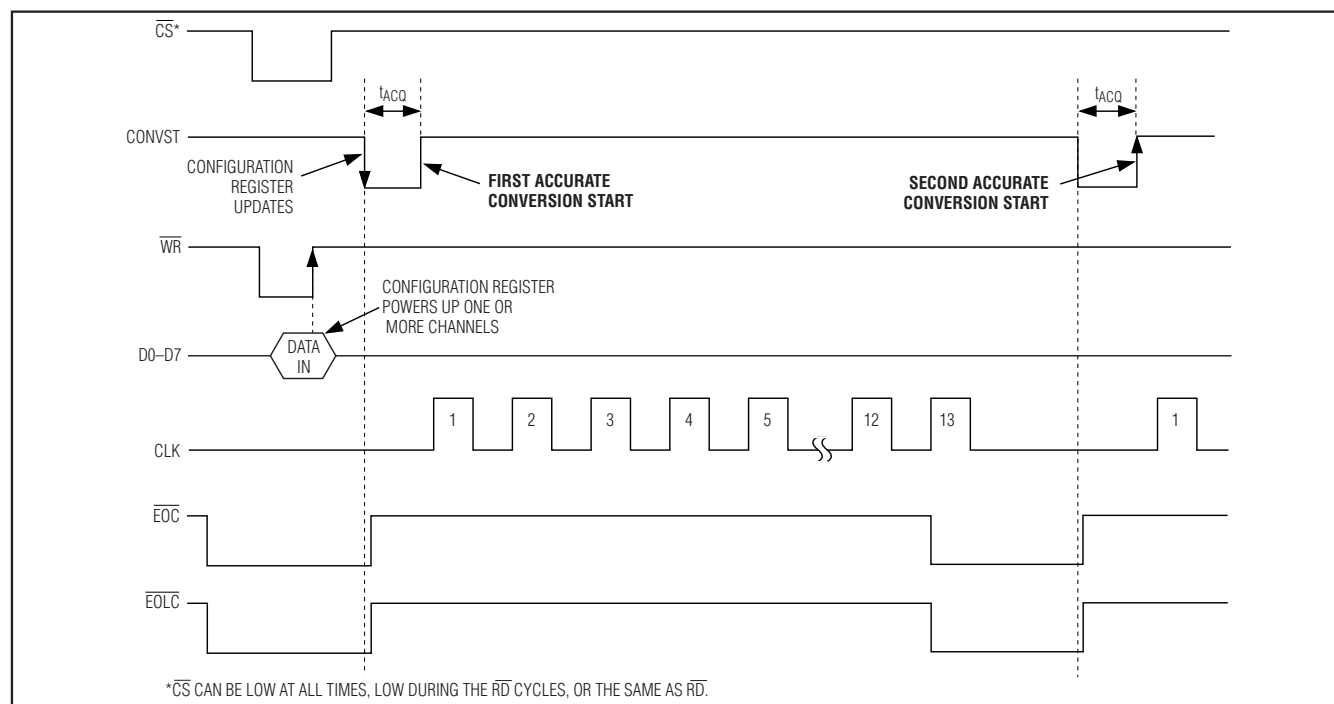 CS*
tACQ
tACQ
CONVST
CONFIGURATION
REGISTER
UPDATES
FIRST ACCURATE
CONVERSION START
SECOND ACCURATE
CONVERSION START
WR
CONFIGURATION REGISTER
POWERS UP ONE OR
MORE CHANNELS
D0–D7
DATA
IN
1 2 3 4 5 12 13 1
CLK
EOC
EOLC
*CS CAN BE LOW AT ALL TIMES, LOW DURING THE RD CYCLES, OR THE SAME AS RD.